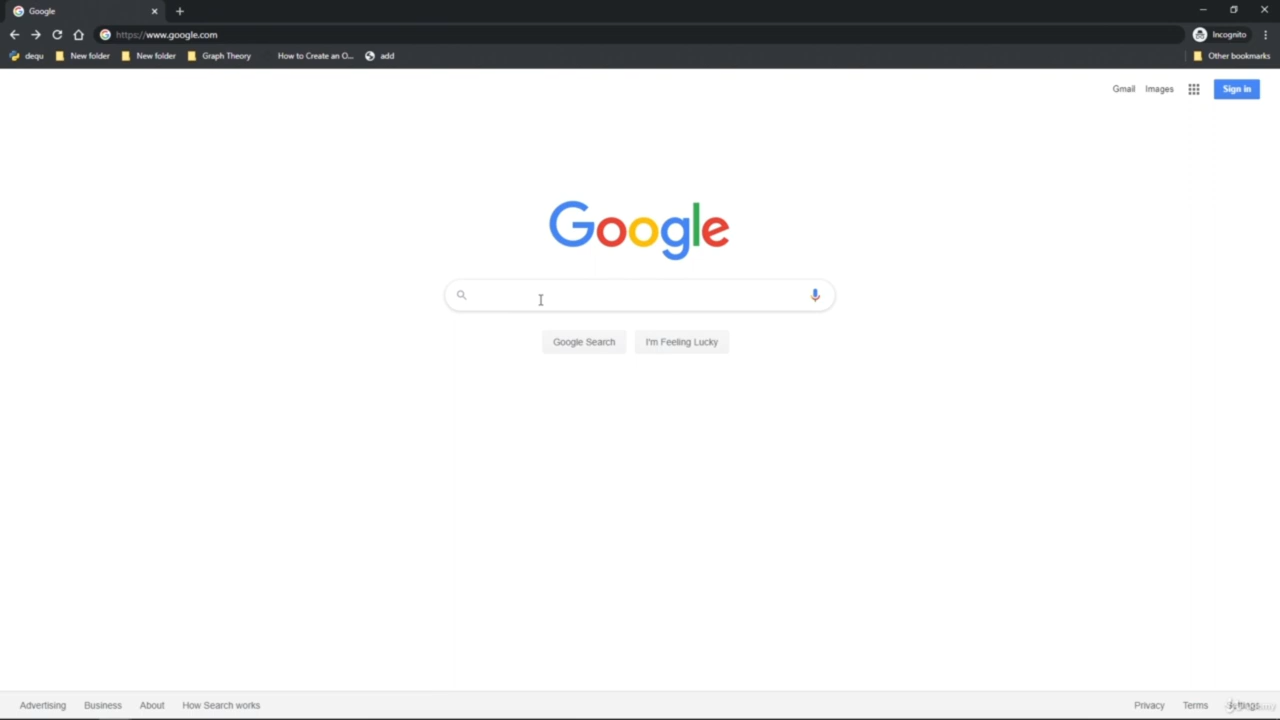 Google
https://www.google.com
Incognito
dequ
New folder
New folder
Graph Theory
How to Create an O...
add
Other bookmarks
Gmail
Images
Sign in
Google
Google Search
I'm Feeling Lucky
Advertising
Business
About
How Search works
Privacy
Terms